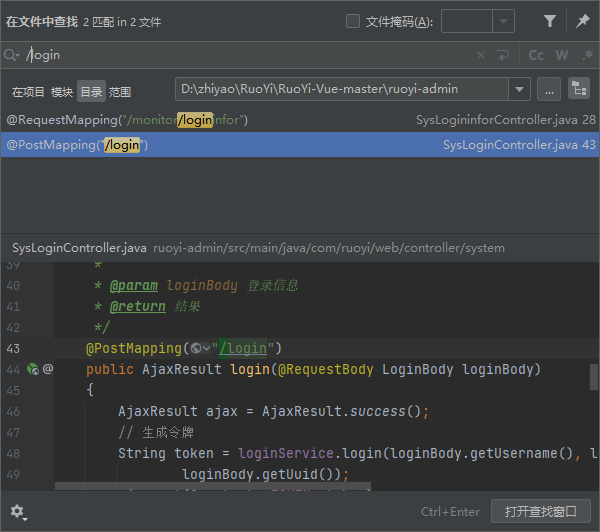 在文件中查找 2 匹配 in 2 文件 文件掩码(A):
/login Cc W .*
在项目 模块 目录 范围 D:\zhiyao\RuoYi\RuoYi-Vue-master\ruoyi-admin ...
@RequestMapping("/monitor/logininfor") SysLogininforController.java 28
@PostMapping("/login") SysLoginController.java 43
SysLoginController.java ruoyi-admin/src/main/java/com/ruoyi/web/controller/system
39 *
40 * @param loginBody 登录信息
41 * @return 结果
42 */
43 @PostMapping("/login")
44 @ public AjaxResult login(@RequestBody LoginBody loginBody)
45 {
46 AjaxResult ajax = AjaxResult.success();
47 // 生成令牌
48 String token = loginService.login(loginBody.getUsername(), l
49 loginBody.getUuid());
Ctrl+Enter 打开查找窗口